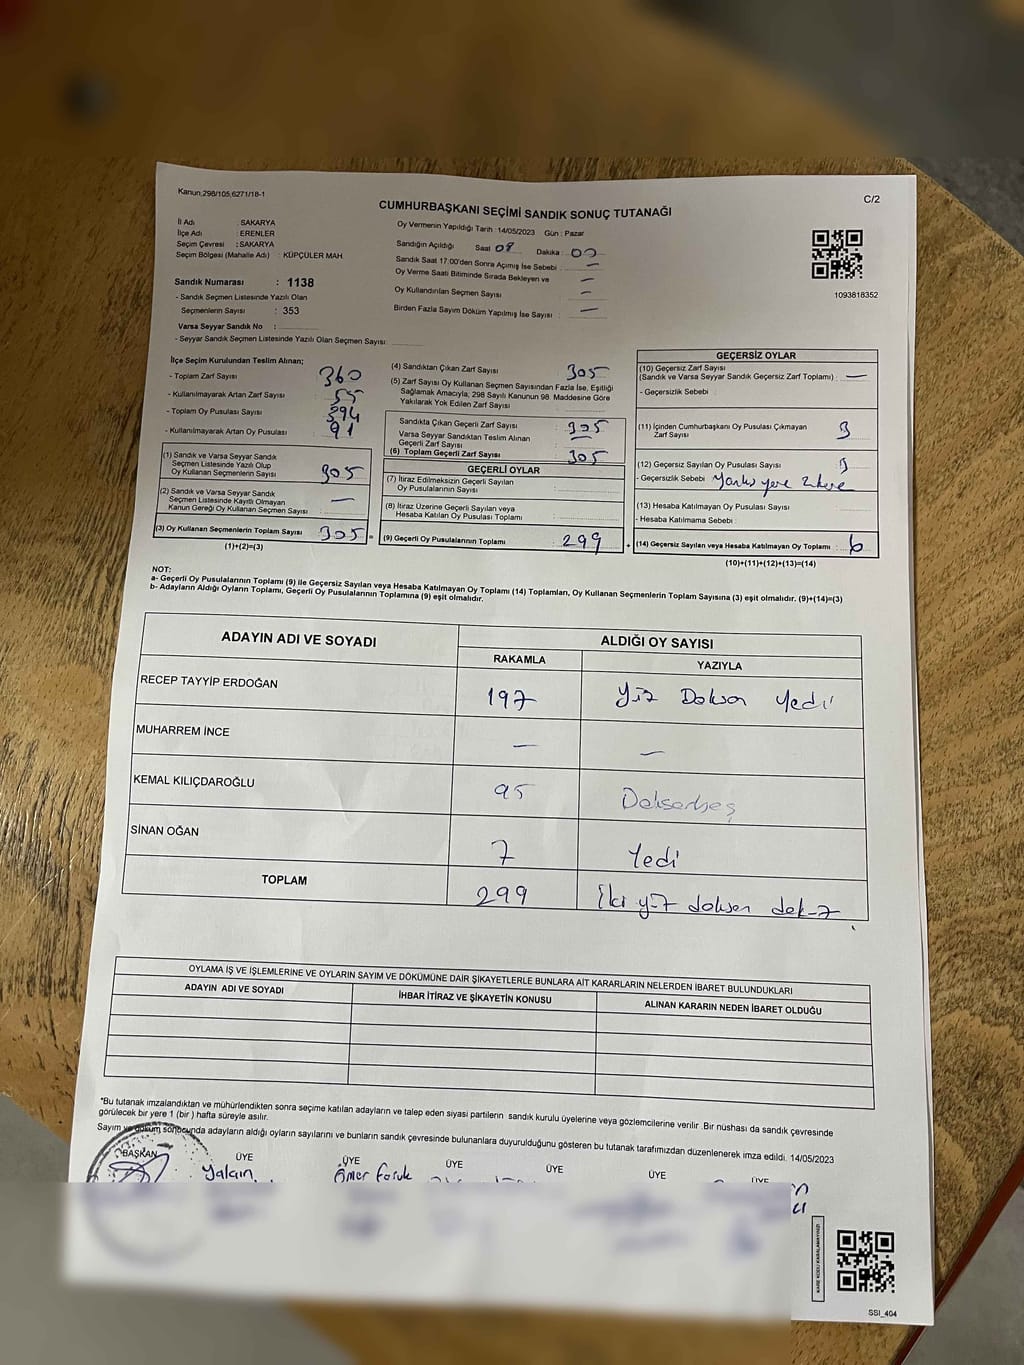 Kanun:298/105,6271/18-1
C/2
CUMHURBAŞKANI SEÇİMİ SANDIK SONUÇ TUTANAĞI
İl Adı SAKARYA
İlçe Adı : ERENLER
Seçim Çevresi : SAKARYA
Seçim Bölgesi (Mahalle Adı) : KÜPÇÜLER MAH
Sandık Numarası : 1138
- Sandık Seçmen Listesinde Yazılı Olan
Seçmenlerin Sayısı : 353
Varsa Seyyar Sandık No :
- Seyyar Sandık Seçmen Listesinde Yazılı Olan Seçmen Sayısı:
Oy Vermenin Yapıldığı Tarih : 14/05/2023 Gün : Pazar
Sandığın Açıldığı Saat 08 Dakika : 00
Sandık Saat 17:00'den Sonra Açılmış İse Sebebi : —
Oy Verme Saati Bitiminde Sırada Bekleyen ve —
Oy Kullandırılan Seçmen Sayısı : —
Birden Fazla Sayım Döküm Yapılmış İse Sayısı : —
1093818352
İlçe Seçim Kurulundan Teslim Alınan;
- Toplam Zarf Sayısı 360
- Kullanılmayarak Artan Zarf Sayısı 55
- Toplam Oy Pusulası Sayısı 394
- Kullanılmayarak Artan Oy Pusulası 91
(1) Sandık ve Varsa Seyyar Sandık
Seçmen Listesinde Yazılı Olup
Oy Kullanan Seçmenlerin Sayısı 305
(2) Sandık ve Varsa Seyyar Sandık
Seçmen Listesinde Kayıtlı Olmayan
Kanun Gereği Oy Kullanan Seçmen Sayısı : —
(3) Oy Kullanan Seçmenlerin Toplam Sayısı 305 =
(1)+(2)=(3)
(4) Sandıktan Çıkan Zarf Sayısı 305
(5) Zarf Sayısı Oy Kullanan Seçmen Sayısından Fazla İse, Eşitliği
Sağlamak Amacıyla, 298 Sayılı Kanunun 98. Maddesine Göre
Yakılarak Yok Edilen Zarf Sayısı
Sandıkta Çıkan Geçerli Zarf Sayısı : 305
Varsa Seyyar Sandıktan Teslim Alınan
Geçerli Zarf Sayısı —
(6) Toplam Geçerli Zarf Sayısı 305
GEÇERLİ OYLAR
(7) İtiraz Edilmeksizin Geçerli Sayılan
Oy Pusulalarının Sayısı
(8) İtiraz Üzerine Geçerli Sayılan veya
Hesaba Katılan Oy Pusulası Toplamı
(9) Geçerli Oy Pusulalarının Toplamı 299 +
GEÇERSİZ OYLAR
(10) Geçersiz Zarf Sayısı
(Sandık ve Varsa Seyyar Sandık Geçersiz Zarf Toplamı) : —
- Geçersizlik Sebebi
(11) İçinden Cumhurbaşkanı Oy Pusulası Çıkmayan
Zarf Sayısı 3
(12) Geçersiz Sayılan Oy Pusulası Sayısı 3
- Geçersizlik Sebebi
(13) Hesaba Katılmayan Oy Pusulası Sayısı
- Hesaba Katılmama Sebebi :
(14) Geçersiz Sayılan veya Hesaba Katılmayan Oy Toplamı : 6
(10)+(11)+(12)+(13)=(14)
NOT:
a- Geçerli Oy Pusulalarının Toplamı (9) ile Geçersiz Sayılan veya Hesaba Katılmayan Oy Toplamı (14) Toplamları, Oy Kullanan Seçmenlerin Toplam Sayısına (3) eşit olmalıdır. (9)+(14)=(3)
b- Adayların Aldığı Oyların Toplamı, Geçerli Oy Pusulalarının Toplamına (9) eşit olmalıdır.
ADAYIN ADI VE SOYADI
ALDIĞI OY SAYISI
RAKAMLA YAZIYLA
RECEP TAYYİP ERDOĞAN 197 Yüz Doksan Yedi
MUHARREM İNCE — —
KEMAL KILIÇDAROĞLU 95 Doksanbeş
SİNAN OĞAN 7 Yedi
TOPLAM 299 İki yüz doksan dokuz
OYLAMA İŞ VE İŞLEMLERİNE VE OYLARIN SAYIM VE DÖKÜMÜNE DAİR ŞİKAYETLERLE BUNLARA AİT KARARLARIN NELERDEN İBARET BULUNDUKLARI
ADAYIN ADI VE SOYADI İHBAR İTİRAZ VE ŞİKAYETİN KONUSU ALINAN KARARIN NEDEN İBARET OLDUĞU
*Bu tutanak imzalandıktan ve mühürlendikten sonra seçime katılan adayların ve talep eden siyasi partilerin sandık kurulu üyelerine veya gözlemcilerine verilir .Bir nüshası da sandık çevresinde
görülecek bir yere 1 (bir ) hafta süreyle asılır.
Sayım ve döküm sonucunda adayların aldığı oyların sayılarını ve bunların sandık çevresinde bulunanlara duyurulduğunu gösteren bu tutanak tarafımızdan düzenlenerek imza edildi. 14/05/2023
BAŞKAN ÜYE ÜYE ÜYE ÜYE ÜYE ÜYE
Yalçın Ömer Faruk
KARE KODU KARALAMAYINIZ!
SSI_404